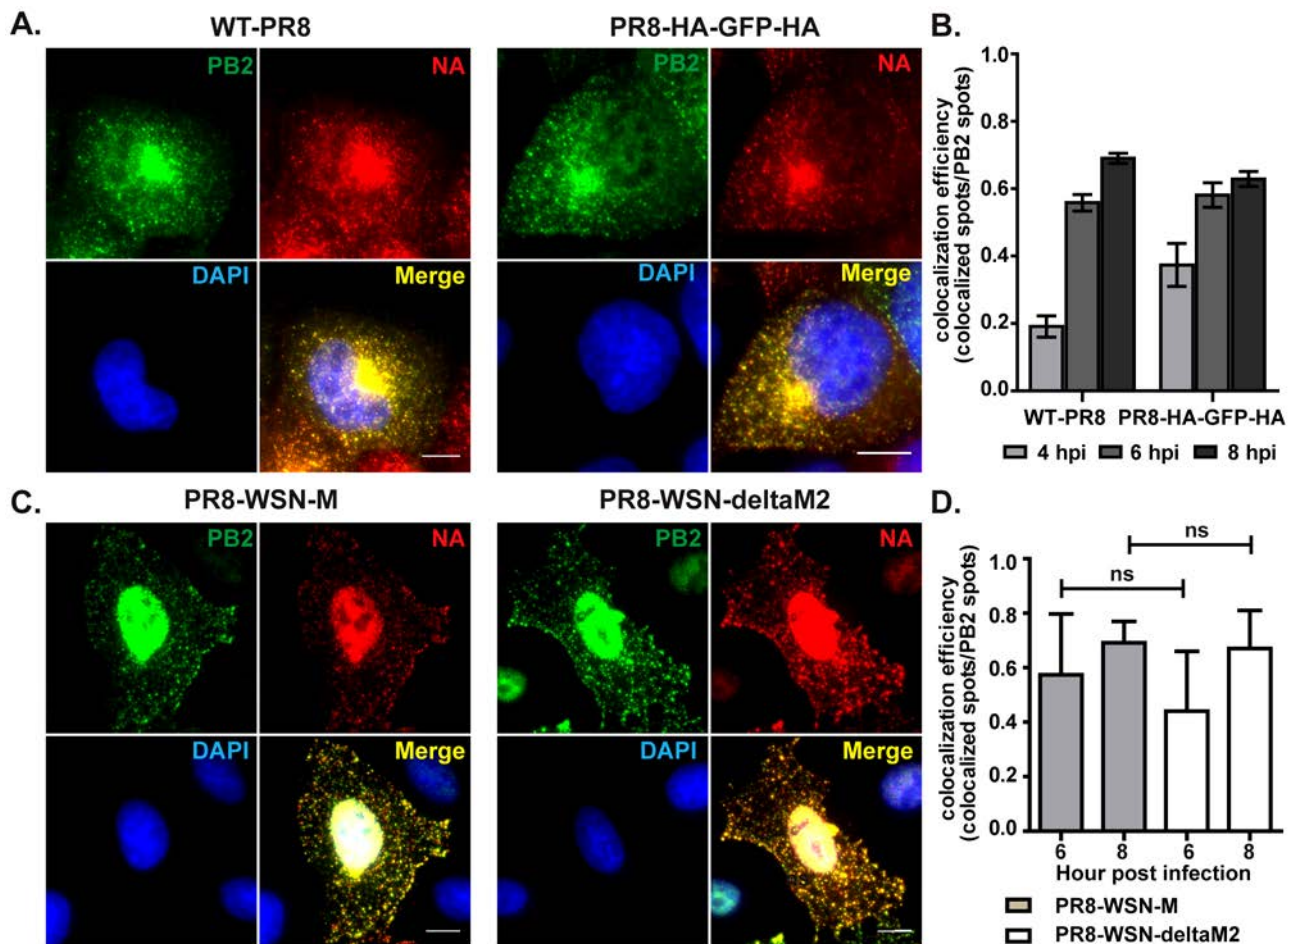 A.
WT-PR8
PR8-HA-GFP-HA
PB2
NA
PB2
NA
DAPI
Merge
DAPI
Merge
B.
colocalization efficiency
(colocalized spots/PB2 spots)
1.0
0.8
0.6
0.4
0.2
0.0
WT-PR8 PR8-HA-GFP-HA
4 hpi 6 hpi 8 hpi
C.
PR8-WSN-M
PR8-WSN-deltaM2
PB2
NA
PB2
NA
DAPI
Merge
DAPI
Merge
D.
colocalization efficiency
(colocalized spots/PB2 spots)
1.0
0.8
0.6
0.4
0.2
0.0
ns
ns
6 8 6 8
Hour post infection
PR8-WSN-M
PR8-WSN-deltaM2